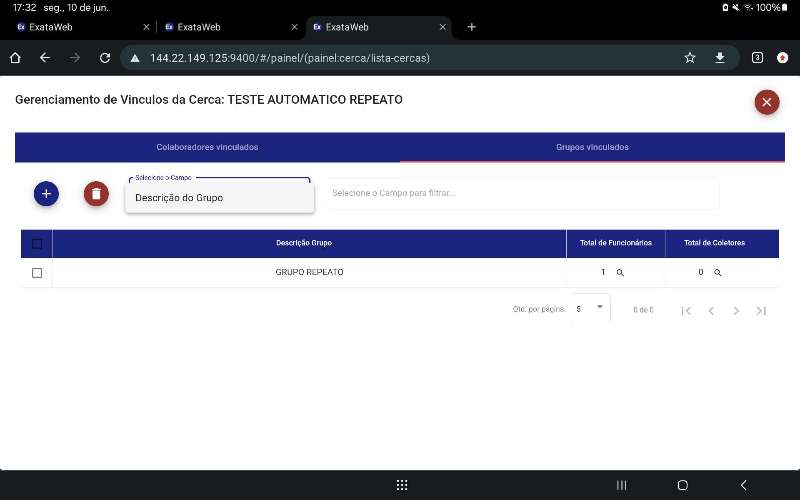 17:32 seg., 10 de jun. 100%
Ex ExataWeb Ex ExataWeb Ex ExataWeb
144.22.149.125:9400/#/painel/(painel:cerca/lista-cercas) 3
Gerenciamento de Vinculos da Cerca: TESTE AUTOMATICO REPEATO
Colaboradores vinculados Grupos vinculados
Selecione o Campo
Descrição do Grupo Selecione o Campo para filtrar...
Descrição Grupo Total de Funcionários Total de Coletores
GRUPO REPEATO 1 0
Qtd. por página: 5 0 de 0